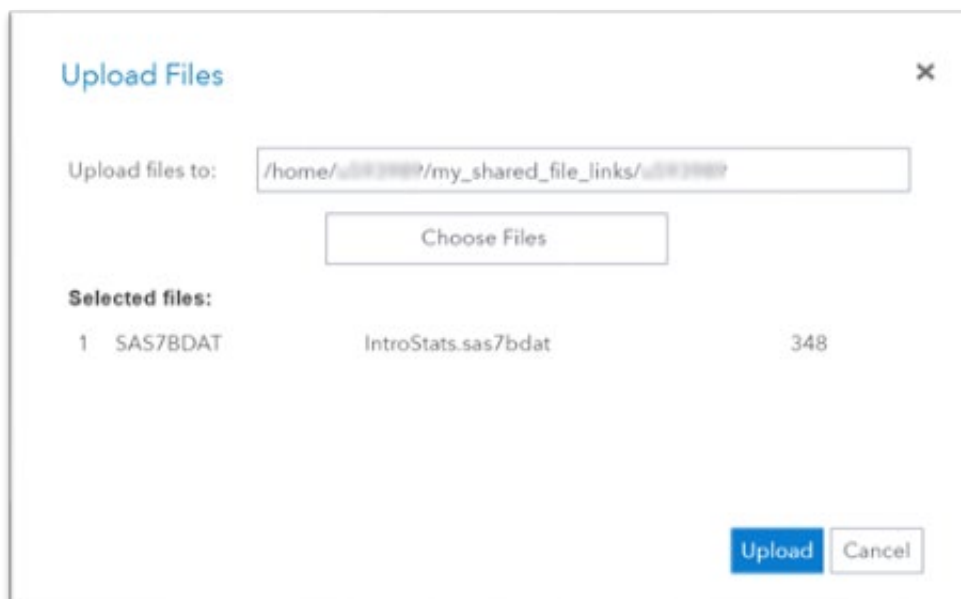 Upload Files ×
Upload files to: /home/ /my_shared_file_links/
Choose Files
Selected files:
1 SAS7BDAT IntroStats.sas7bdat 348
Upload Cancel